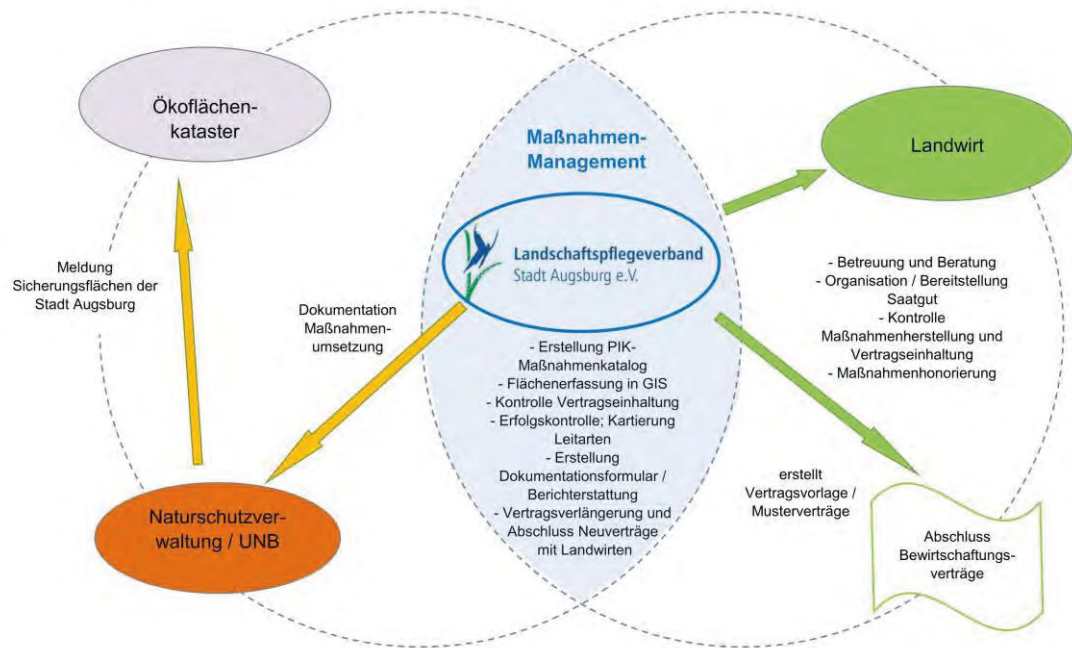 Ökoflächen-
kataster
Meldung
Sicherungsflächen der
Stadt Augsburg
Naturschutzver-
waltung / UNB
Dokumentation
Maßnahmen-
umsetzung
Maßnahmen-
Management
Landschaftspflegeverband
Stadt Augsburg e.V.
- Erstellung PIK-
Maßnahmenkatalog
- Flächenerfassung in GIS
- Kontrolle Vertragseinhaltung
- Erfolgskontrolle; Kartierung
Leitarten
- Erstellung
Dokumentationsformular /
Berichterstattung
- Vertragsverlängerung und
Abschluss Neuverträge
mit Landwirten
Landwirt
- Betreuung und Beratung
- Organisation / Bereitstellung
Saatgut
- Kontrolle
Maßnahmenherstellung und
Vertragseinhaltung
- Maßnahmenhonorierung
erstellt
Vertragsvorlage /
Musterverträge
Abschluss
Bewirtschaftungs-
verträge